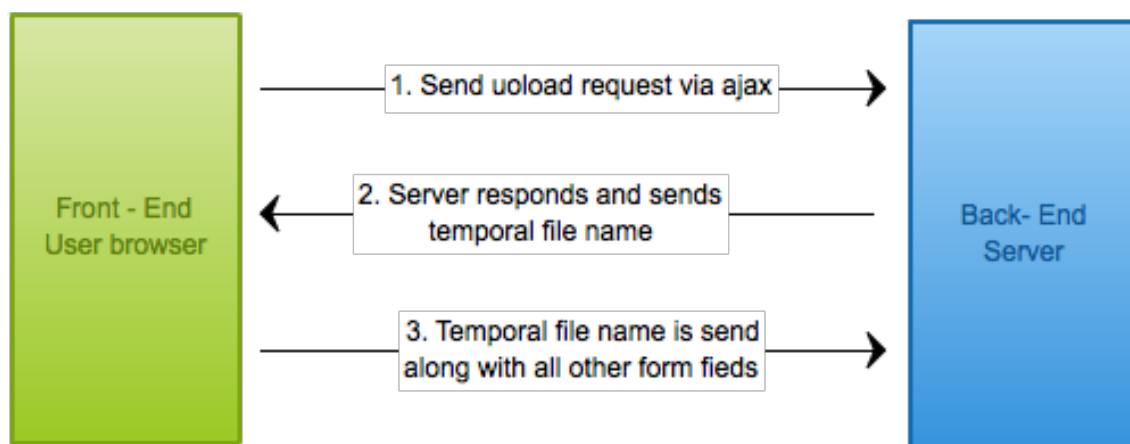 1. Send uoload request via ajax
2. Server responds and sends
temporal file name
Front - End
User browser
Back- End
Server
3. Temporal file name is send
along with all other form fieds